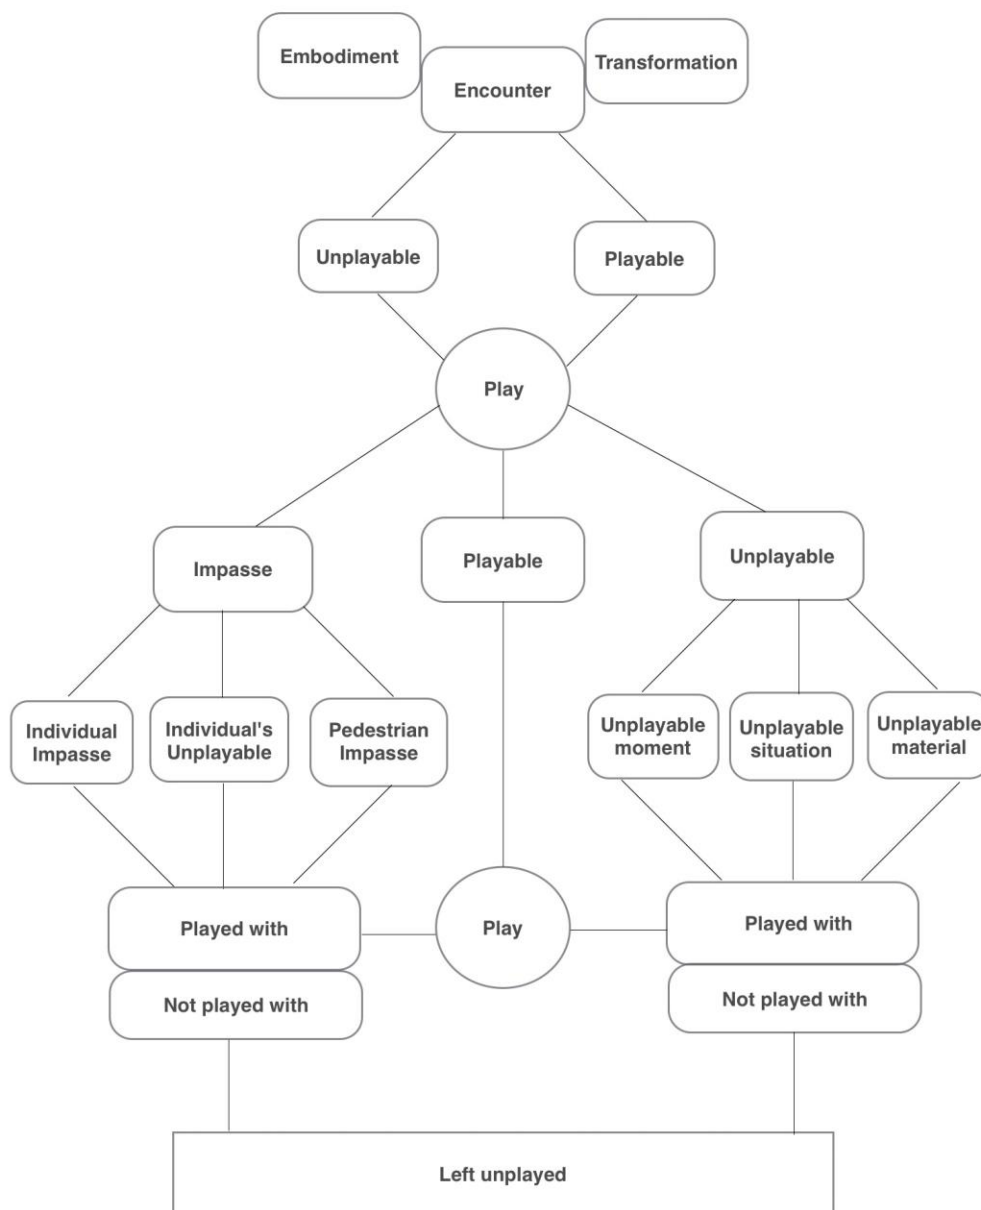 Embodiment
Encounter
Transformation
Unplayable
Playable
Play
Impasse
Playable
Unplayable
Individual
Impasse
Individual's
Unplayable
Pedestrian
Impasse
Unplayable
moment
Unplayable
situation
Unplayable
material
Played with
Play
Played with
Not played with
Not played with
Left unplayed